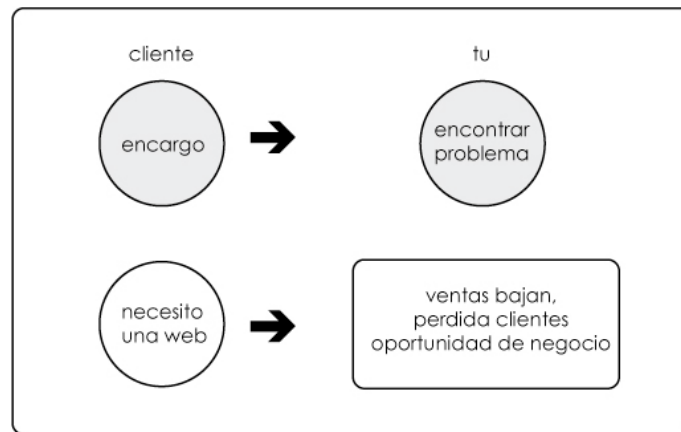 cliente
tu
encargo
encontrar
problema
necesito
una web
ventas bajan,
perdida clientes
oportunidad de negocio